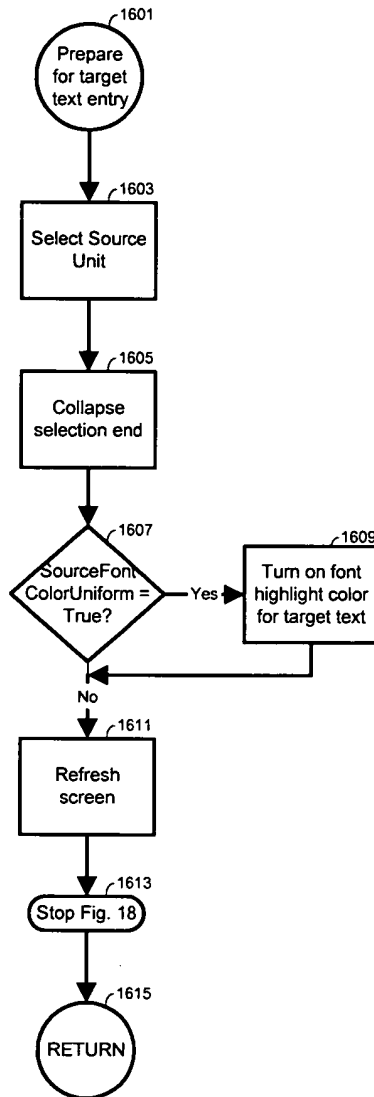 1601
Prepare
for target
text entry
1603
Select Source
Unit
1605
Collapse
selection end
1607
SourceFont
ColorUniform =
True?
Yes
1609
Turn on font
highlight color
for target text
No
1611
Refresh
screen
1613
Stop Fig. 18
1615
RETURN